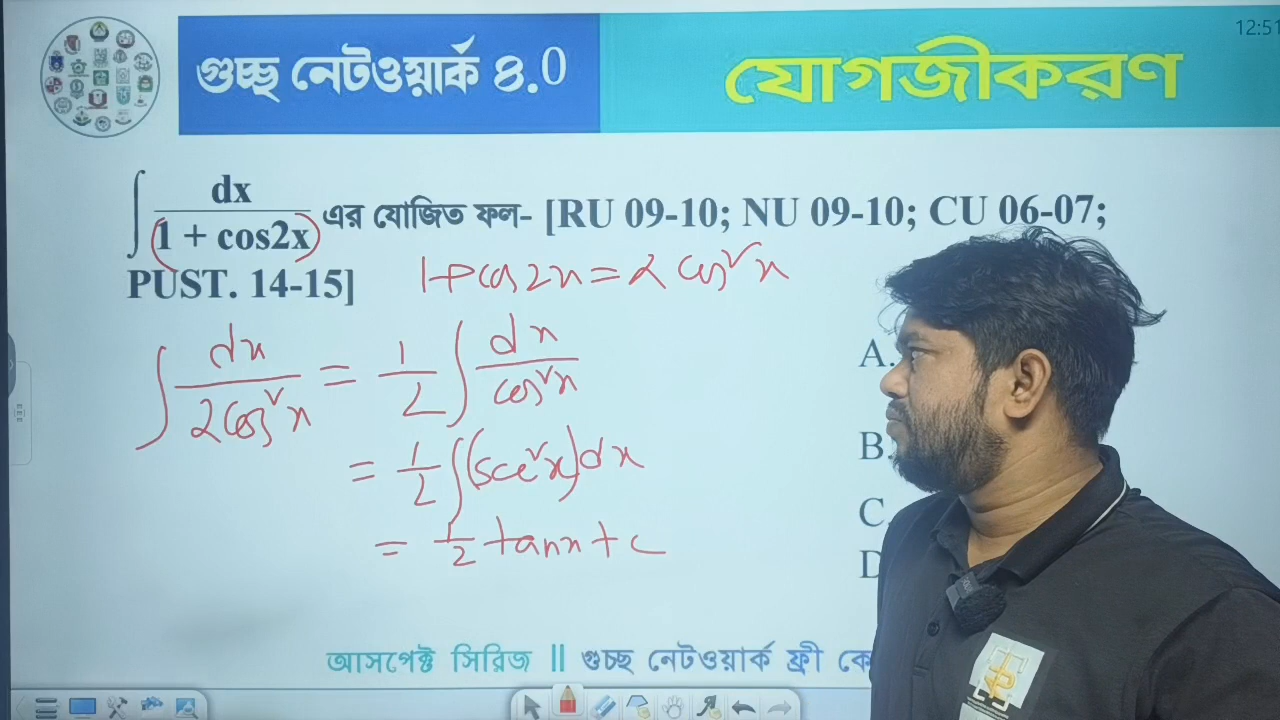 12:51
গুচ্ছ নেটওয়ার্ক ৪.0
যোগজীকরণ
∫ dx / (1 + cos2x) এর যোজিত ফল- [RU 09-10; NU 09-10; CU 06-07;
PUST. 14-15]
1+cos2x = 2cos²x
∫ dx / 2cos²x = 1/2 ∫ dx / cos²x
= 1/2 ∫(sce²x)dx
= 1/2 tanx + c
A.
B.
C.
D
আসপেক্ট সিরিজ || গুচ্ছ নেটওয়ার্ক ফ্রী